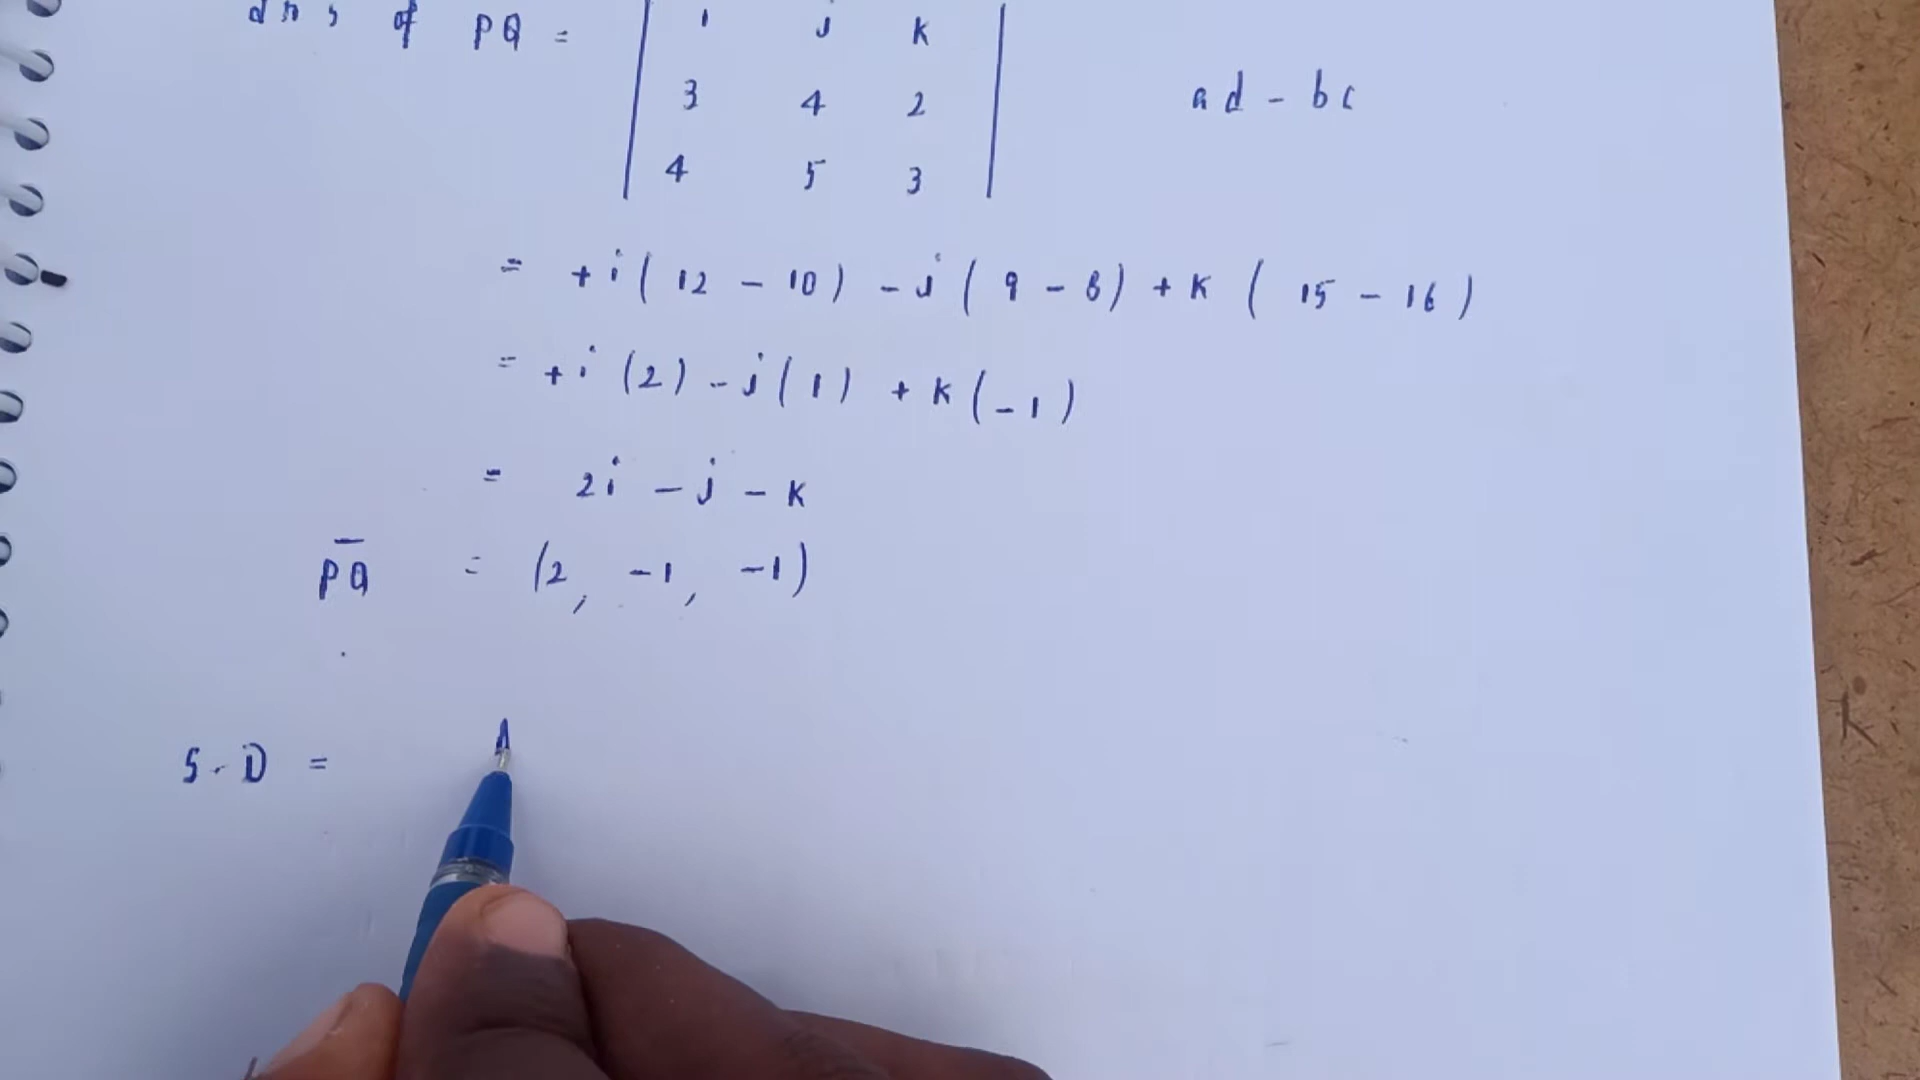 drs of PQ = | i j k |
| 3 4 2 | ad - bc
| 4 5 3 |
= +i ( 12 - 10 ) - j ( 9 - 8 ) + k ( 15 - 16 )
= +i (2) - j ( 1 ) + k ( -1 )
= 2i - j - k
P̅Q̅ = (2, -1, -1)
S.D =